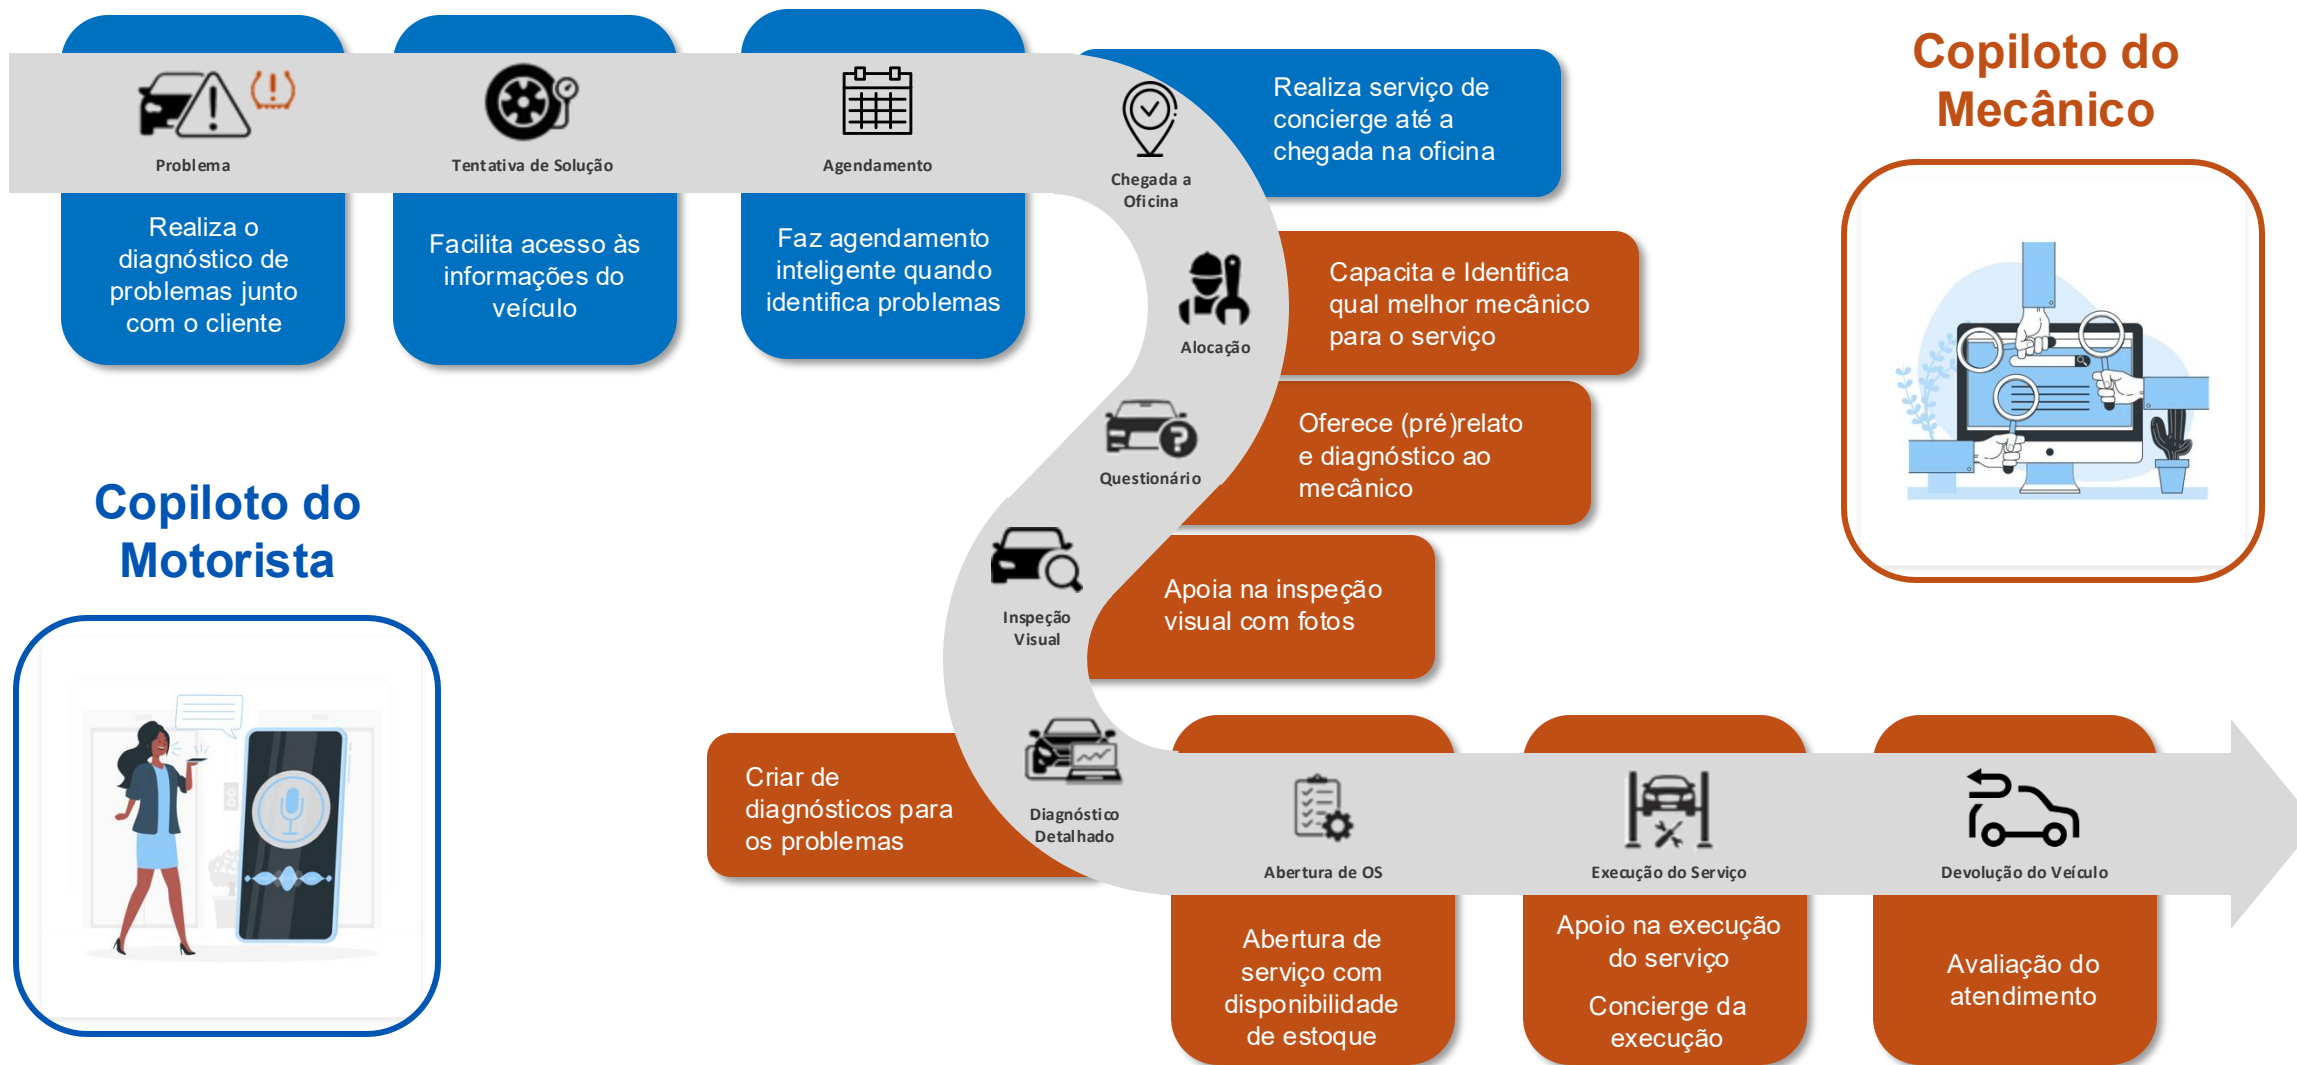 Copiloto do
Mecânico
Problema
Tentativa de Solução
Agendamento
Chegada a
Oficina
Realiza serviço de
concierge até a
chegada na oficina
Realiza o
diagnóstico de
problemas junto
com o cliente
Facilita acesso às
informações do
veículo
Faz agendamento
inteligente quando
identifica problemas
Alocação
Capacita e Identifica
qual melhor mecânico
para o serviço
Questionário
Oferece (pré)relato
e diagnóstico ao
mecânico
Copiloto do
Motorista
Inspeção
Visual
Apoia na inspeção
visual com fotos
Criar de
diagnósticos para
os problemas
Diagnóstico
Detalhado
Abertura de OS
Execução do Serviço
Devolução do Veículo
Abertura de
serviço com
disponibilidade
de estoque
Apoio na execução
do serviço
Concierge da
execução
Avaliação do
atendimento